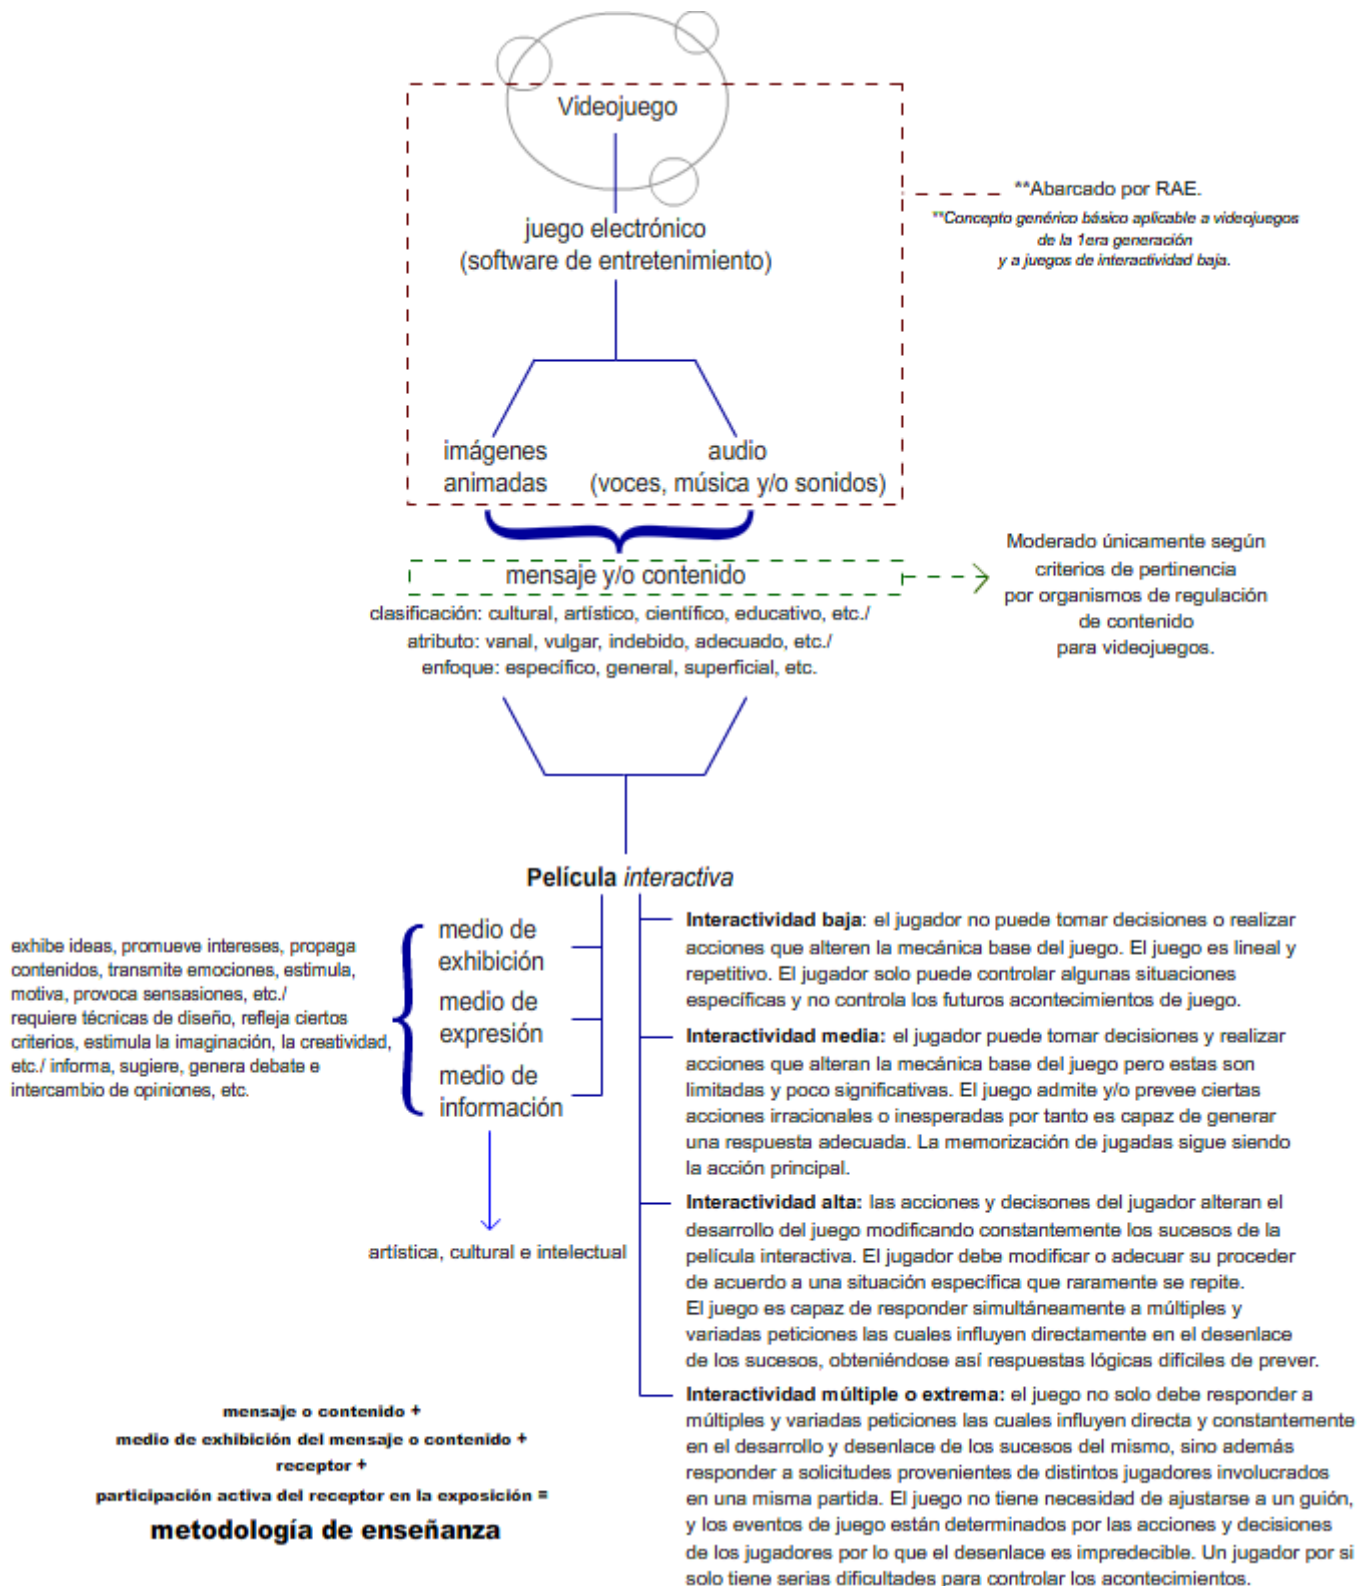 Videojuego
juego electrónico
(software de entretenimiento)
**Abarcado por RAE.
**Concepto genérico básico aplicable a videojuegos
de la 1era generación
y a juegos de interactividad baja.
imágenes
animadas
audio
(voces, música y/o sonidos)
mensaje y/o contenido
clasificación: cultural, artístico, científico, educativo, etc./
atributo: vanal, vulgar, indebido, adecuado, etc./
enfoque: específico, general, superficial, etc.
Moderado únicamente según
criterios de pertinencia
por organismos de regulación
de contenido
para videojuegos.
Película interactiva
exhibe ideas, promueve intereses, propaga
contenidos, transmite emociones, estimula,
motiva, provoca sensasiones, etc./
requiere técnicas de diseño, refleja ciertos
criterios, estimula la imaginación, la creatividad,
etc./ informa, sugiere, genera debate e
intercambio de opiniones, etc.
medio de
exhibición
medio de
expresión
medio de
información
artística, cultural e intelectual
Interactividad baja: el jugador no puede tomar decisiones o realizar
acciones que alteren la mecánica base del juego. El juego es lineal y
repetitivo. El jugador solo puede controlar algunas situaciones
específicas y no controla los futuros acontecimientos de juego.
Interactividad media: el jugador puede tomar decisiones y realizar
acciones que alteran la mecánica base del juego pero estas son
limitadas y poco significativas. El juego admite y/o prevee ciertas
acciones irracionales o inesperadas por tanto es capaz de generar
una respuesta adecuada. La memorización de jugadas sigue siendo
la acción principal.
Interactividad alta: las acciones y decisones del jugador alteran el
desarrollo del juego modificando constantemente los sucesos de la
película interactiva. El jugador debe modificar o adecuar su proceder
de acuerdo a una situación específica que raramente se repite.
El juego es capaz de responder simultáneamente a múltiples y
variadas peticiones las cuales influyen directamente en el desenlace
de los sucesos, obteniéndose así respuestas lógicas difíciles de prever.
Interactividad múltiple o extrema: el juego no solo debe responder a
múltiples y variadas peticiones las cuales influyen directa y constantemente
en el desarrollo y desenlace de los sucesos del mismo, sino además
responder a solicitudes provenientes de distintos jugadores involucrados
en una misma partida. El juego no tiene necesidad de ajustarse a un guión,
y los eventos de juego están determinados por las acciones y decisiones
de los jugadores por lo que el desenlace es impredecible. Un jugador por si
solo tiene serias dificultades para controlar los acontecimientos.
mensaje o contenido +
medio de exhibición del mensaje o contenido +
receptor +
participación activa del receptor en la exposición =
metodología de enseñanza